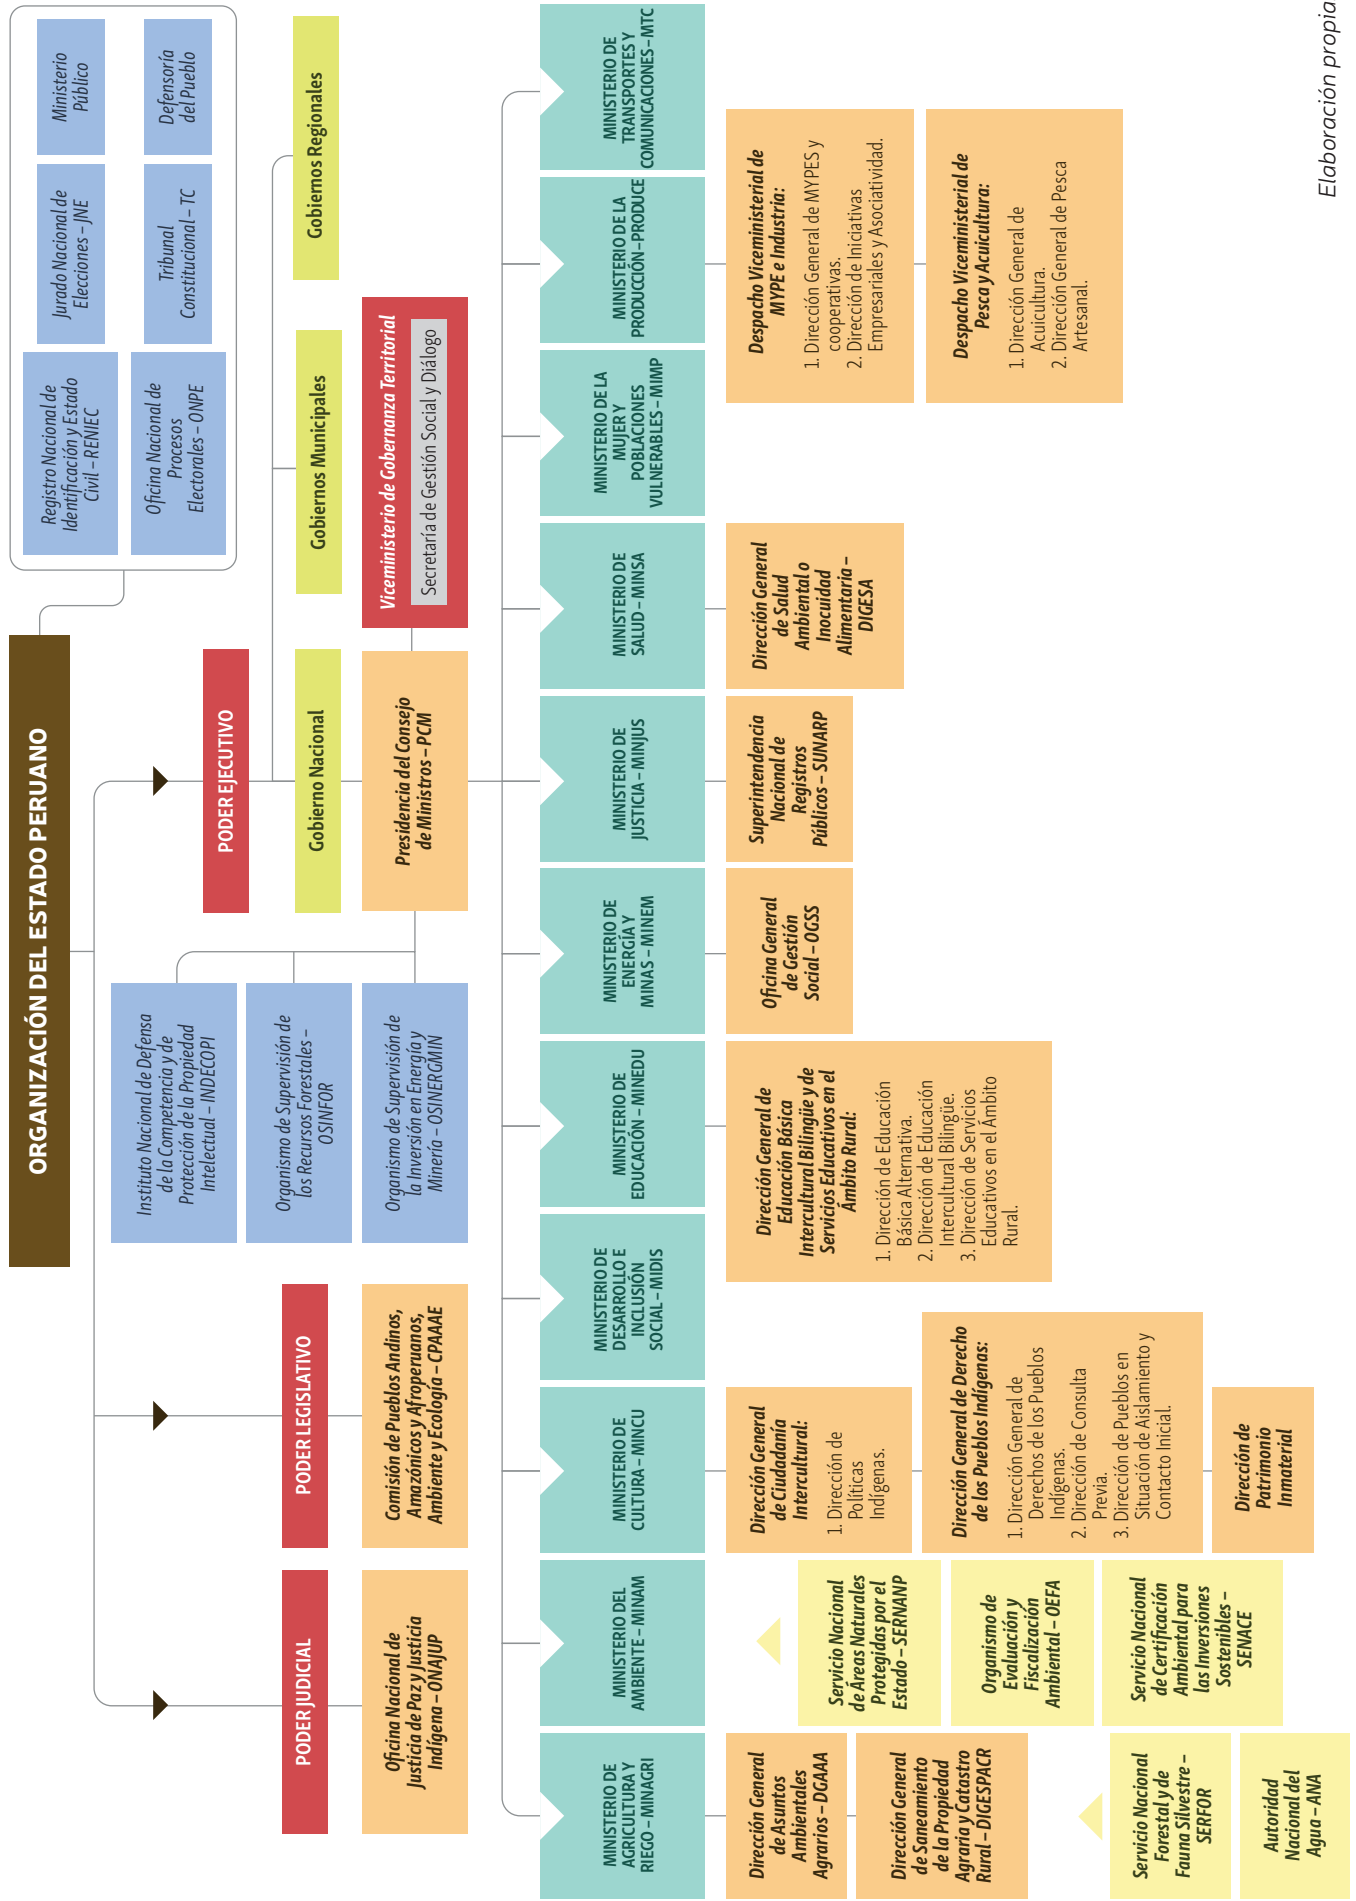 ORGANIZACIÓN DEL ESTADO PERUANO
Registro Nacional de
Identificación y Estado
Civil – RENIEC
Jurado Nacional de
Elecciones – JNE
Ministerio
Público
Oficina Nacional de
Procesos
Electorales – ONPE
Tribunal
Constitucional – TC
Defensoría
del Pueblo
PODER JUDICIAL
PODER LEGISLATIVO
PODER EJECUTIVO
Oficina Nacional de
Justicia de Paz y Justicia
Indígena – ONAJUP
Comisión de Pueblos Andinos,
Amazónicos y Afroperuanos,
Ambiente y Ecología – CPAAAE
Instituto Nacional de Defensa
de la Competencia y de
Protección de la Propiedad
Intelectual – INDECOPI
Organismo de Supervisión de
los Recursos Forestales –
OSINFOR
Organismo de Supervisión de
la Inversión en Energía y
Minería – OSINERGMIN
Gobierno Nacional
Gobiernos Municipales
Gobiernos Regionales
Presidencia del Consejo
de Ministros – PCM
Viceministerio de Gobernanza Territorial
Secretaría de Gestión Social y Diálogo
MINISTERIO DE
AGRICULTURA Y
RIEGO – MINAGRI
MINISTERIO DEL
AMBIENTE – MINAM
MINISTERIO DE
CULTURA – MINCU
MINISTERIO DE
DESARROLLO E
INCLUSIÓN
SOCIAL – MIDIS
MINISTERIO DE
EDUCACIÓN – MINEDU
MINISTERIO DE
ENERGÍA Y
MINAS – MINEM
MINISTERIO DE
JUSTICIA – MINJUS
MINISTERIO DE
SALUD – MINSA
MINISTERIO DE LA
MUJER Y
POBLACIONES
VULNERABLES – MIMP
MINISTERIO DE LA
PRODUCCIÓN – PRODUCE
MINISTERIO DE
TRANSPORTES Y
COMUNICACIONES – MTC
Dirección General
de Asuntos
Ambientales
Agrarios – DGAAA
Dirección General
de Saneamiento
de la Propiedad
Agraria y Catastro
Rural – DIGESPACR
Servicio Nacional
Forestal y de
Fauna Silvestre –
SERFOR
Autoridad
Nacional del
Agua – ANA
Servicio Nacional
de Áreas Naturales
Protegidas por el
Estado – SERNANP
Organismo de
Evaluación y
Fiscalización
Ambiental – OEFA
Servicio Nacional
de Certificación
Ambiental para
las Inversiones
Sostenibles –
SENACE
Dirección General
de Ciudadanía
Intercultural:
1. Dirección de
Políticas
Indígenas.
Dirección General de Derecho
de los Pueblos Indígenas:
1. Dirección General de
Derechos de los Pueblos
Indígenas.
2. Dirección de Consulta
Previa.
3. Dirección de Pueblos en
Situación de Aislamiento y
Contacto Inicial.
Dirección de
Patrimonio
Inmaterial
Dirección General de
Educación Básica
Intercultural Bilingüe y de
Servicios Educativos en el
Ámbito Rural:
1. Dirección de Educación
Básica Alternativa.
2. Dirección de Educación
Intercultural Bilingüe.
3. Dirección de Servicios
Educativos en el Ámbito
Rural.
Oficina General
de Gestión
Social – OGSS
Superintendencia
Nacional de
Registros
Públicos – SUNARP
Dirección General
de Salud
Ambiental o
Inocuidad
Alimentaria –
DIGESA
Despacho Viceministerial de
MYPE e Industria:
1. Dirección General de MYPES y
cooperativas.
2. Dirección de Iniciativas
Empresariales y Asociatividad.
Despacho Viceministerial de
Pesca y Acuicultura:
1. Dirección General de
Acuicultura.
2. Dirección General de Pesca
Artesanal.
Elaboración propia